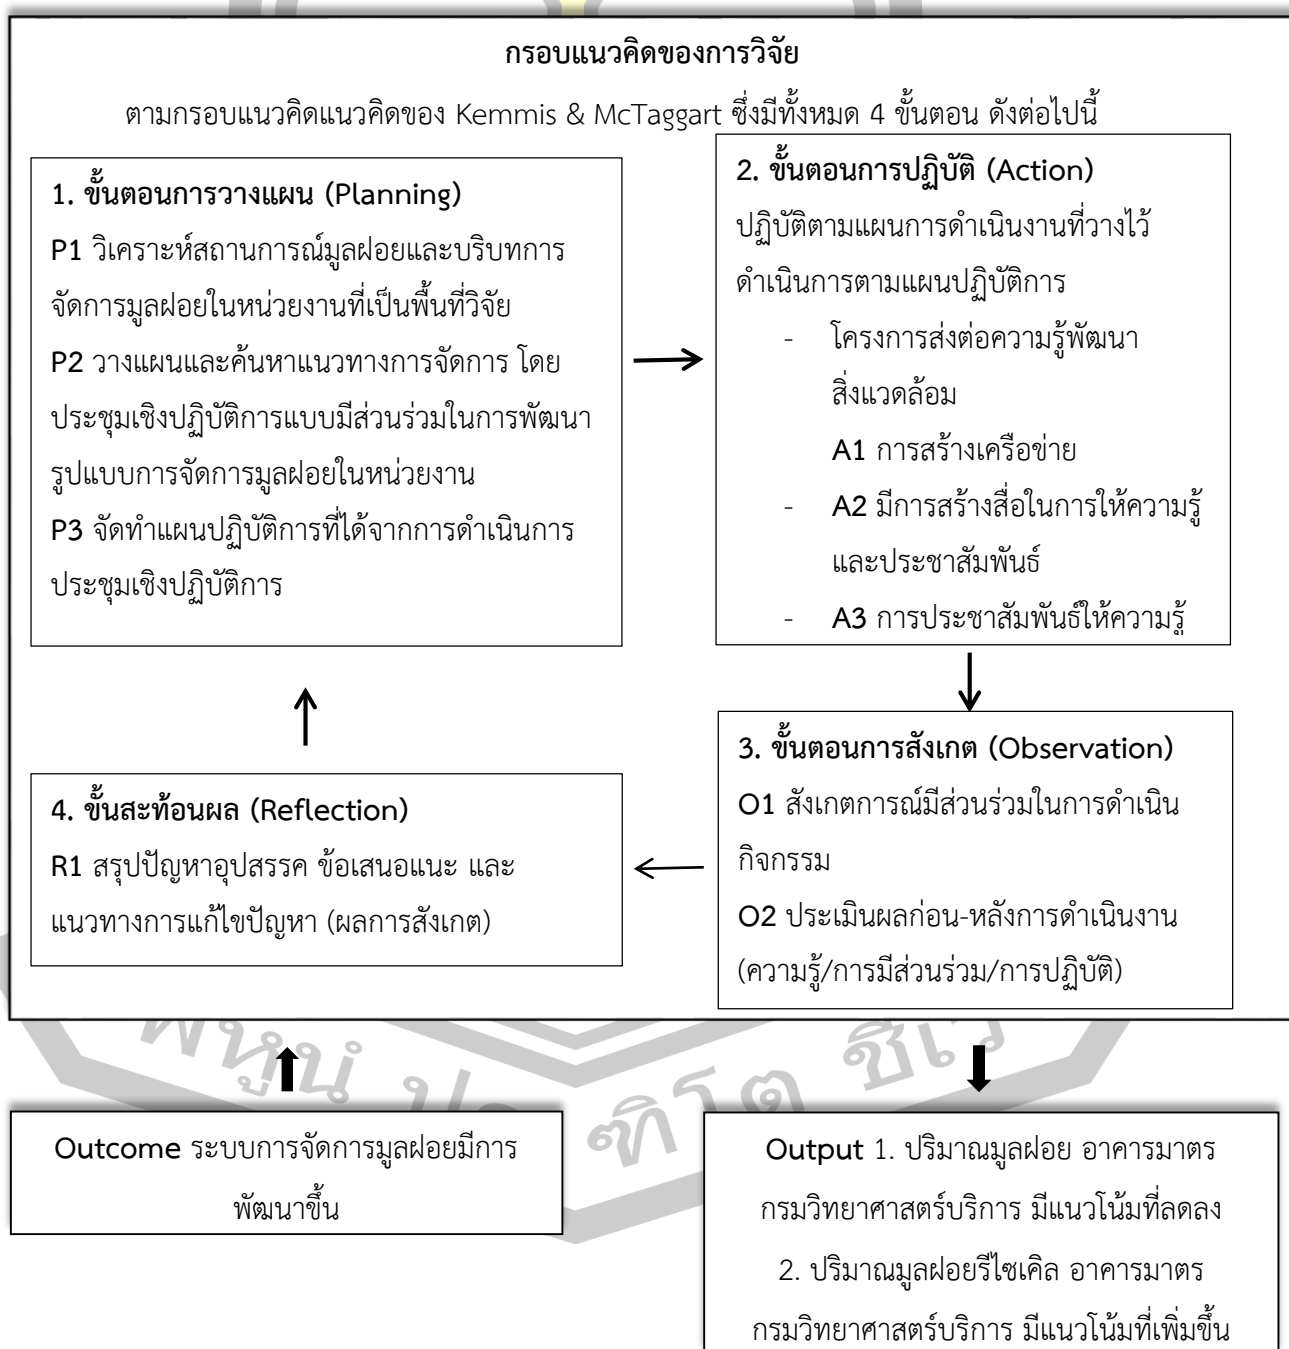 กรอบแนวคิดของการวิจัย
ตามกรอบแนวคิดแนวคิดของ Kemmis & McTaggart ซึ่งมีทั้งหมด 4 ขั้นตอน ดังต่อไปนี้
1. ขั้นตอนการวางแผน (Planning)
P1 วิเคราะห์สถานการณ์มูลฝอยและบริบทการ
จัดการมูลฝอยในหน่วยงานที่เป็นพื้นที่วิจัย
P2 วางแผนและค้นหาแนวทางการจัดการ โดย
ประชุมเชิงปฏิบัติการแบบมีส่วนร่วมในการพัฒนา
รูปแบบการจัดการมูลฝอยในหน่วยงาน
P3 จัดทำแผนปฏิบัติการที่ได้จากการดำเนินการ
ประชุมเชิงปฏิบัติการ
2. ขั้นตอนการปฏิบัติ (Action)
ปฏิบัติตามแผนการดำเนินงานที่วางไว้
ดำเนินการตามแผนปฏิบัติการ
- โครงการส่งต่อความรู้พัฒนา
สิ่งแวดล้อม
A1 การสร้างเครือข่าย
- A2 มีการสร้างสื่อในการให้ความรู้
และประชาสัมพันธ์
- A3 การประชาสัมพันธ์ให้ความรู้
3. ขั้นตอนการสังเกต (Observation)
O1 สังเกตการณ์มีส่วนร่วมในการดำเนิน
กิจกรรม
O2 ประเมินผลก่อน-หลังการดำเนินงาน
(ความรู้/การมีส่วนร่วม/การปฏิบัติ)
4. ขั้นสะท้อนผล (Reflection)
R1 สรุปปัญหาอุปสรรค ข้อเสนอแนะ และ
แนวทางการแก้ไขปัญหา (ผลการสังเกต)
Outcome ระบบการจัดการมูลฝอยมีการ
พัฒนาขึ้น
Output 1. ปริมาณมูลฝอย อาคารมาตร
กรมวิทยาศาสตร์บริการ มีแนวโน้มที่ลดลง
2. ปริมาณมูลฝอยรีไซเคิล อาคารมาตร
กรมวิทยาศาสตร์บริการ มีแนวโน้มที่เพิ่มขึ้น